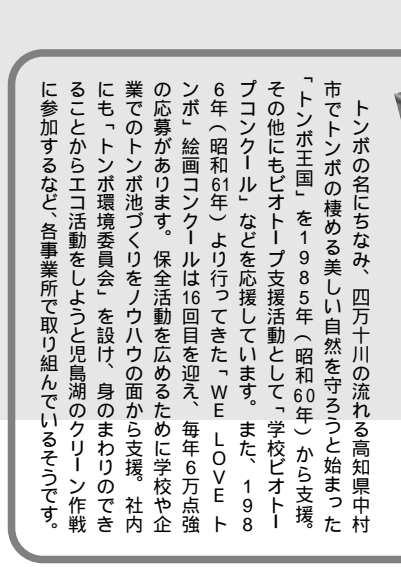 トンボの名にちなみ、四万十川の流れる高知県中村
市でトンボの棲める美しい自然を守ろうと始まった
「トンボ王国」を1985年（昭和60年）から支援。
その他にもビオトープ支援活動として「学校ビオトー
プコンクール」などを応援しています。また、198
6年（昭和61年）より行ってきた「WE LOVE ト
ンボ」絵画コンクールは16回目を迎え、毎年6万点強
の応募があります。保全活動を広めるために学校や企
業でのトンボ池づくりをノウハウの面から支援。社内
にも「トンボ環境委員会」を設け、身のまわりのでき
ることからエコ活動をしようと児島湖のクリーン作戦
に参加するなど、各事業所で取り組んでいるそうです。